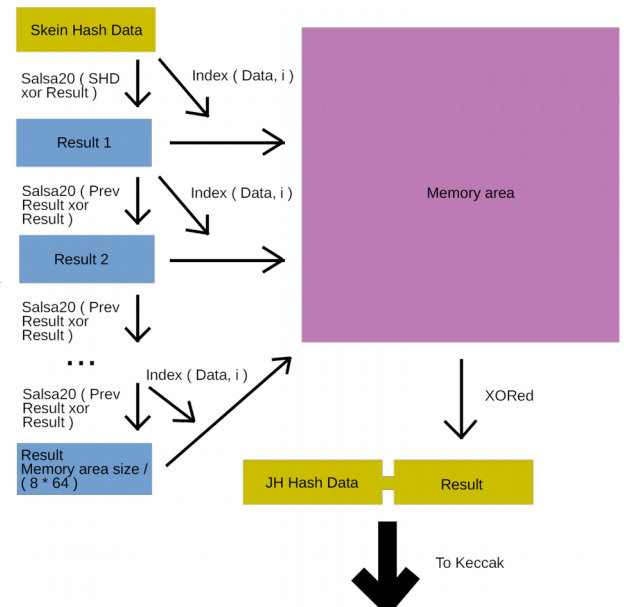 Skein Hash Data
Salsa20 ( SHD
xor Result )
Index ( Data, i )
Result 1
Memory area
Salsa20 ( Prev
Result xor
Result )
Index ( Data, i )
Result 2
Salsa20 ( Prev
Result xor
Result )
...
Index ( Data, i )
Salsa20 ( Prev
Result xor
Result )
XORed
Result
Memory area size /
( 8 * 64 )
JH Hash Data
Result
To Keccak